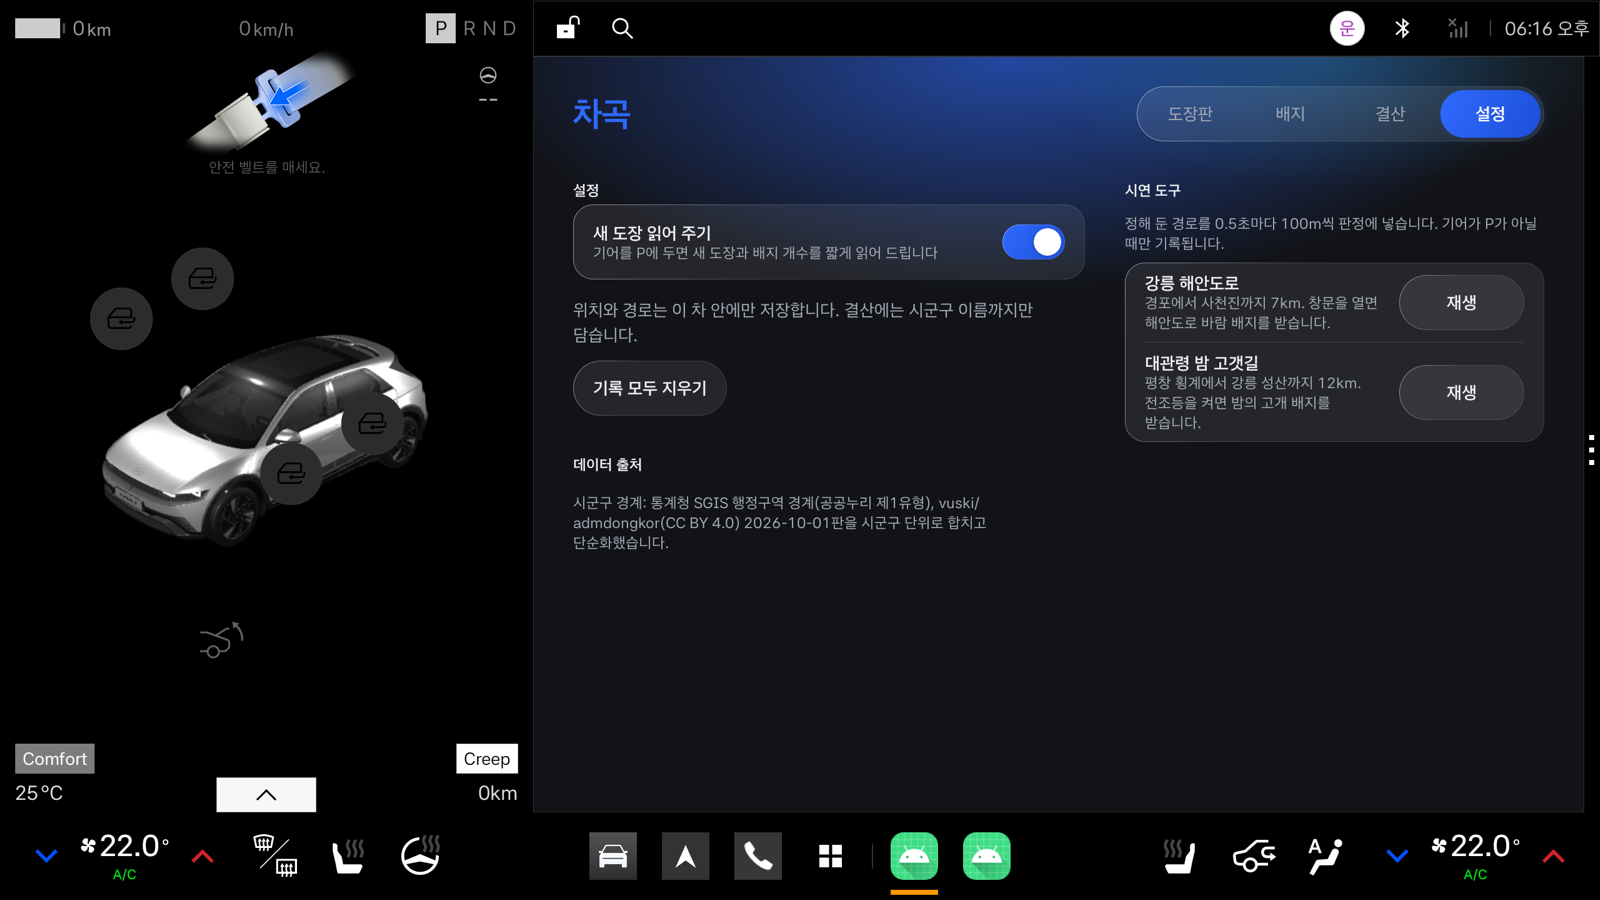 0km
0km/h
P R N D
--
안전 벨트를 매세요.
Comfort
Creep
25°C
0km
운
06:16 오후
차곡
도장판
배지
결산
설정
설정
새 도장 읽어 주기
기어를 P에 두면 새 도장과 배지 개수를 짧게 읽어 드립니다
위치와 경로는 이 차 안에만 저장합니다. 결산에는 시군구 이름까지만
담습니다.
기록 모두 지우기
데이터 출처
시군구 경계: 통계청 SGIS 행정구역 경계(공공누리 제1유형), vuski/
admdongkor(CC BY 4.0) 2026-10-01판을 시군구 단위로 합치고
단순화했습니다.
시연 도구
정해 둔 경로를 0.5초마다 100m씩 판정에 넣습니다. 기어가 P가 아닐
때만 기록됩니다.
강릉 해안도로
경포에서 사천진까지 7km. 창문을 열면
해안도로 바람 배지를 받습니다.
재생
대관령 밤 고갯길
평창 횡계에서 강릉 성산까지 12km.
전조등을 켜면 밤의 고개 배지를
받습니다.
재생
22.0°
A/C
A
22.0°
A/C